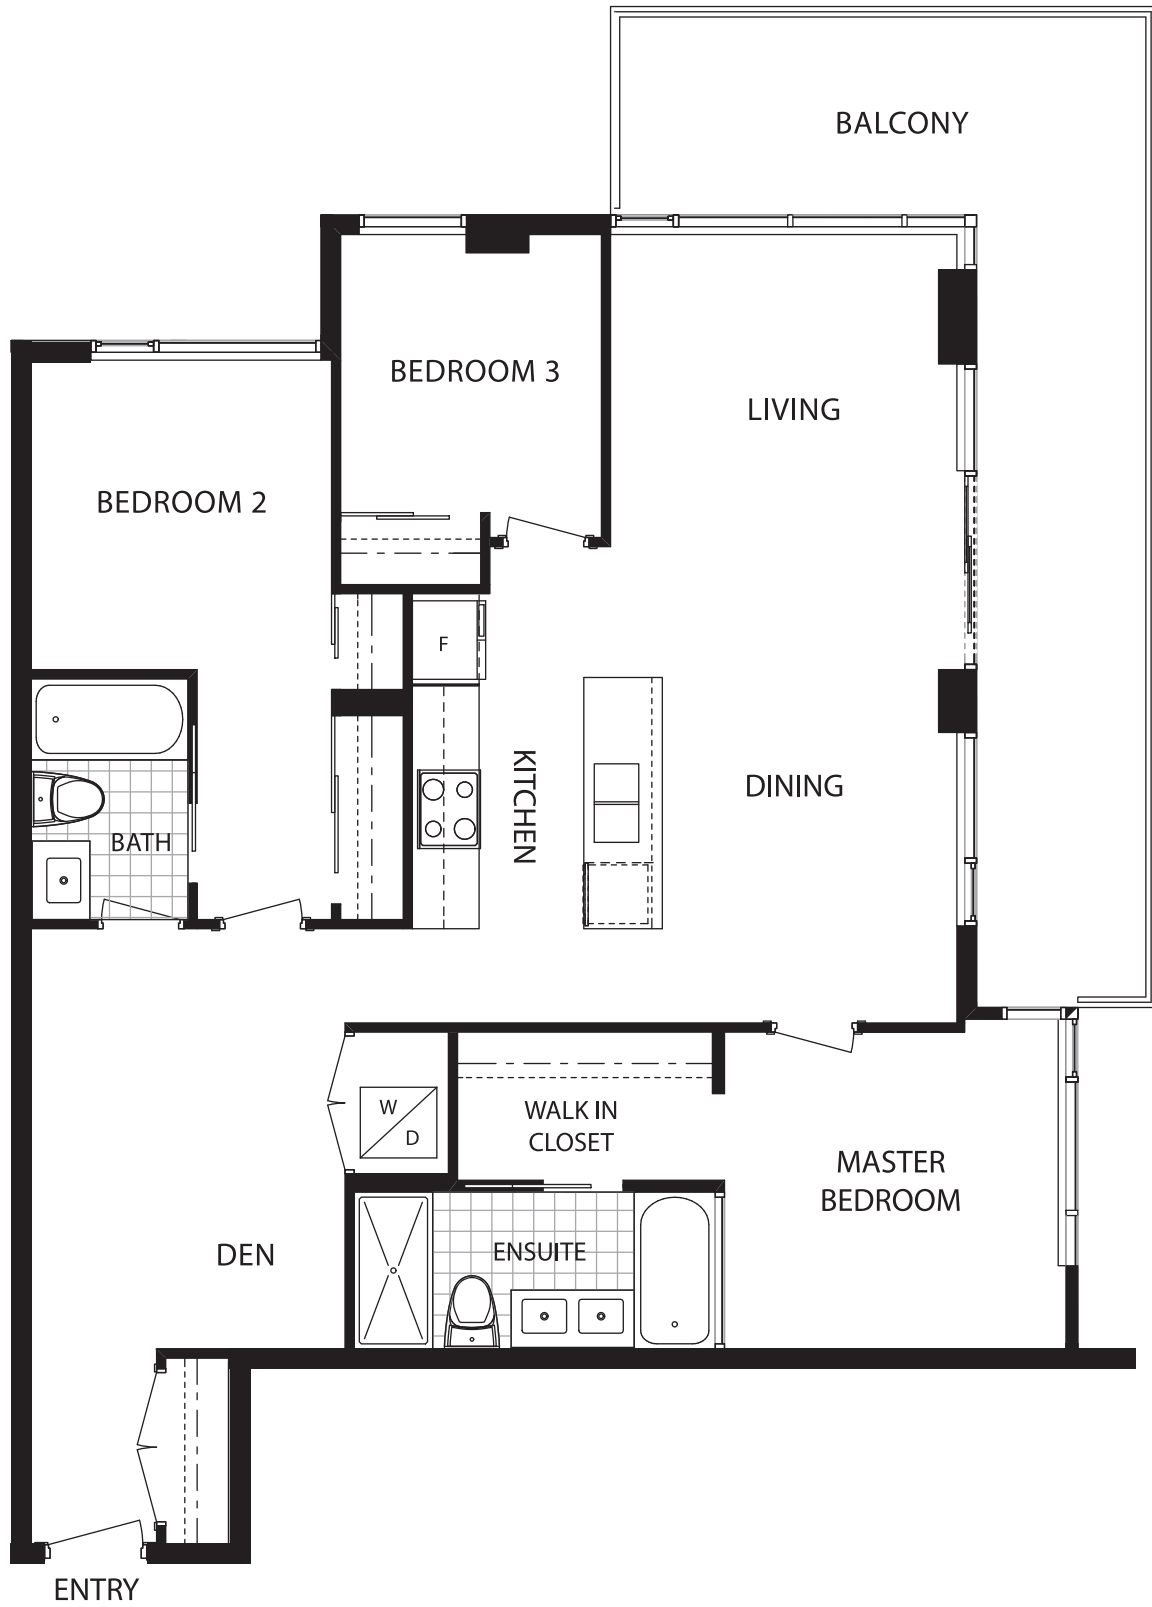 BALCONY
BEDROOM 3
LIVING
BEDROOM 2
F
KITCHEN
DINING
BATH
W
D
WALK IN
CLOSET
MASTER
BEDROOM
DEN
ENSUITE
ENTRY